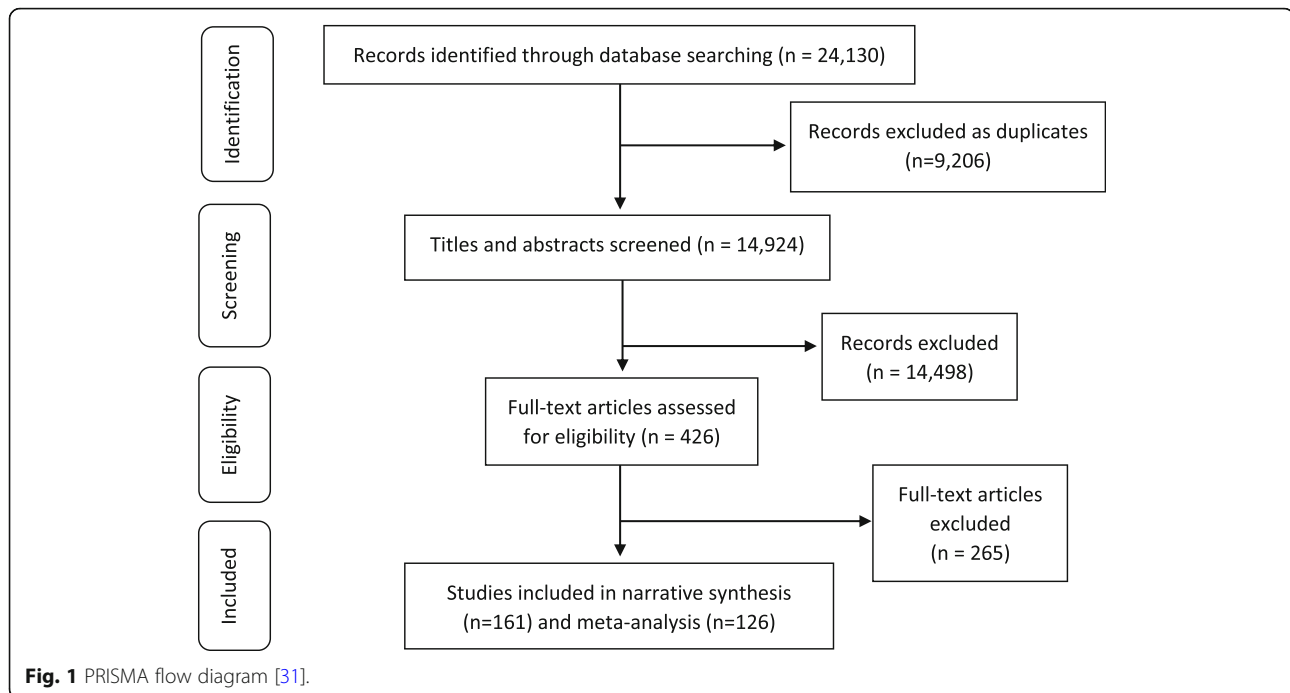 Identification
Records identified through database searching (n = 24,130)
Records excluded as duplicates
(n=9,206)
Screening
Titles and abstracts screened (n = 14,924)
Records excluded
(n = 14,498)
Eligibility
Full-text articles assessed
for eligibility (n = 426)
Full-text articles
excluded
(n = 265)
Included
Studies included in narrative synthesis
(n=161) and meta-analysis (n=126)
Fig. 1 PRISMA flow diagram [31].